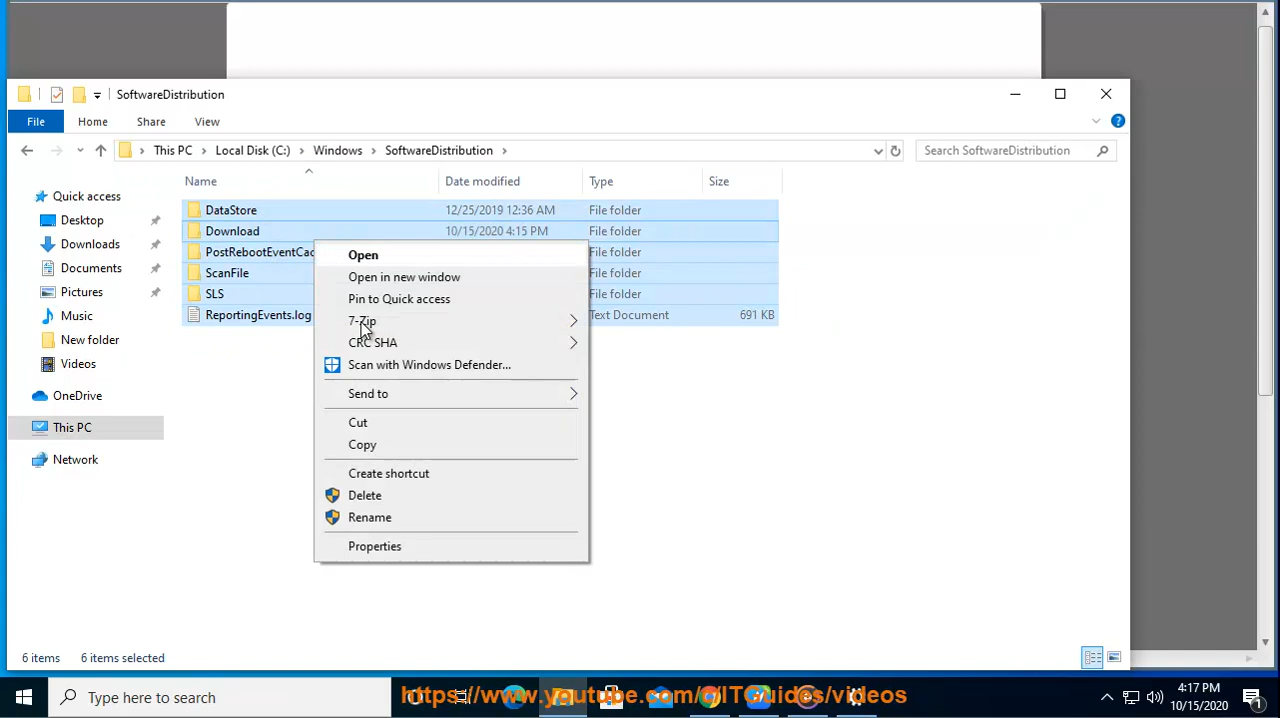 SoftwareDistribution
File Home Share View
This PC Local Disk (C:) Windows SoftwareDistribution
Search SoftwareDistribution
Name Date modified Type Size
Quick access
Desktop
Downloads
Documents
Pictures
Music
New folder
Videos
OneDrive
This PC
Network
DataStore 12/25/2019 12:36 AM File folder
Download 10/15/2020 4:15 PM File folder
PostRebootEventCac File folder
ScanFile File folder
SLS File folder
ReportingEvents.log Text Document 691 KB
Open
Open in new window
Pin to Quick access
7-Zip
CRC SHA
Scan with Windows Defender...
Send to
Cut
Copy
Create shortcut
Delete
Rename
Properties
6 items 6 items selected
Type here to search
4:17 PM
10/15/2020
1